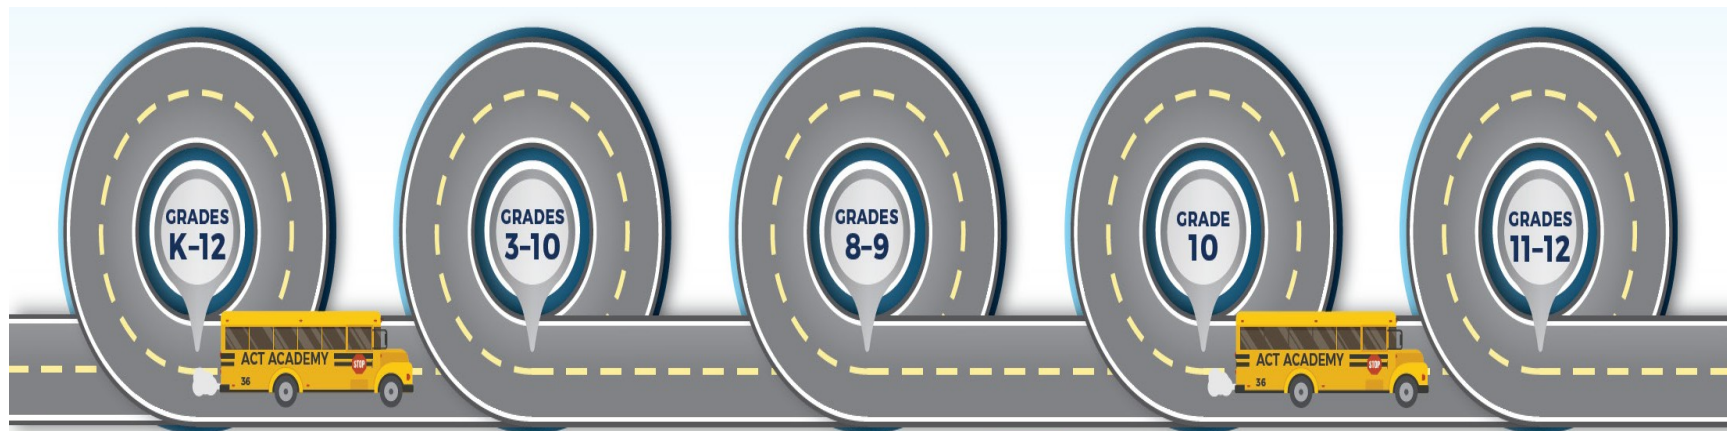 GRADES
K-12
GRADES
3-10
GRADES
8-9
GRADE
10
GRADES
11-12
ACT ACADEMY
STOP
36
ACT ACADEMY
STOP
36